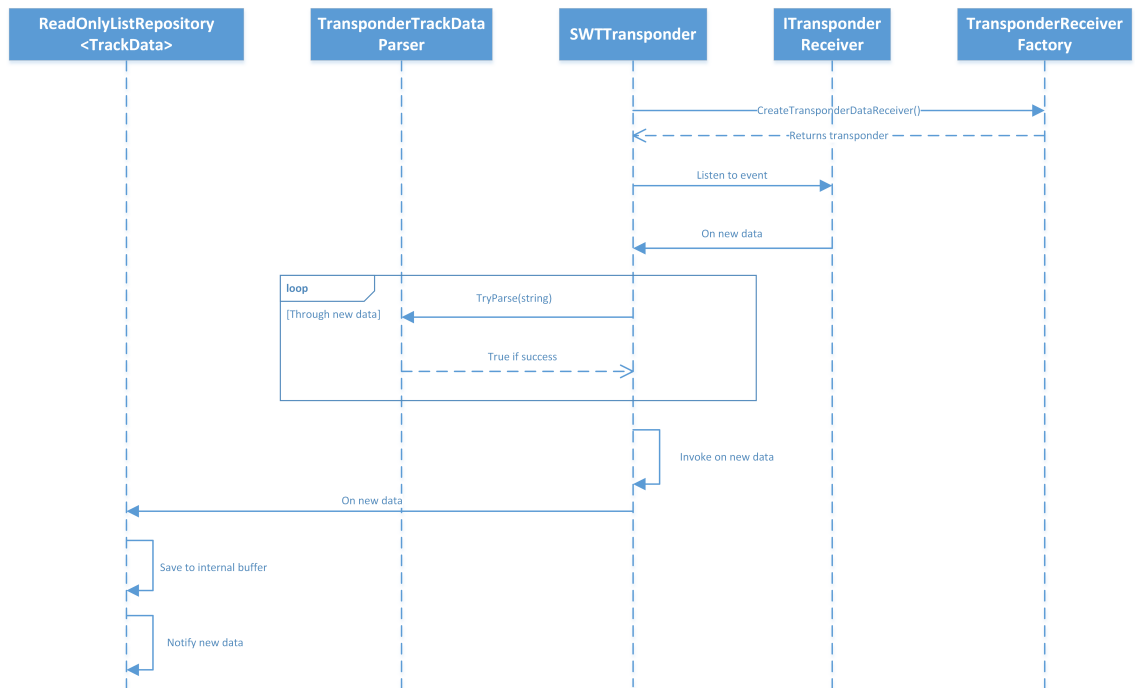 ReadOnlyListRepository
<TrackData>
TransponderTrackData
Parser
SWTTransponder
ITransponder
Receiver
TransponderReceiver
Factory
CreateTransponderDataReceiver()
Returns transponder
Listen to event
On new data
loop
[Through new data]
TryParse(string)
True if success
Invoke on new data
On new data
Save to internal buffer
Notify new data